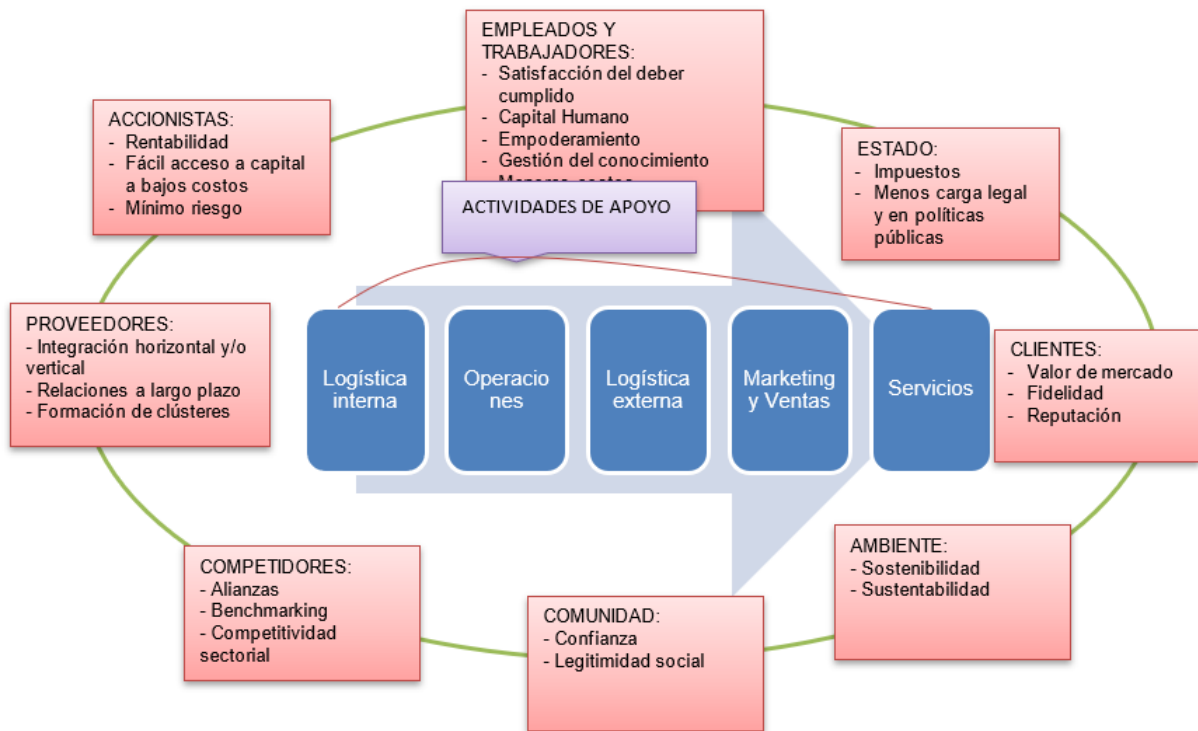 EMPLEADOS Y
TRABAJADORES:
- Satisfacción del deber
cumplido
- Capital Humano
- Empoderamiento
- Gestión del conocimiento
ACCIONISTAS:
- Rentabilidad
- Fácil acceso a capital
a bajos costos
- Mínimo riesgo
ESTADO:
- Impuestos
- Menos carga legal
y en políticas
públicas
ACTIVIDADES DE APOYO
PROVEEDORES:
- Integración horizontal y/o
vertical
- Relaciones a largo plazo
- Formación de clústeres
Logística
interna
Operacio
nes
Logística
externa
Marketing
y Ventas
Servicios
CLIENTES:
- Valor de mercado
- Fidelidad
- Reputación
COMPETIDORES:
- Alianzas
- Benchmarking
- Competitividad
sectorial
COMUNIDAD:
- Confianza
- Legitimidad social
AMBIENTE:
- Sostenibilidad
- Sustentabilidad